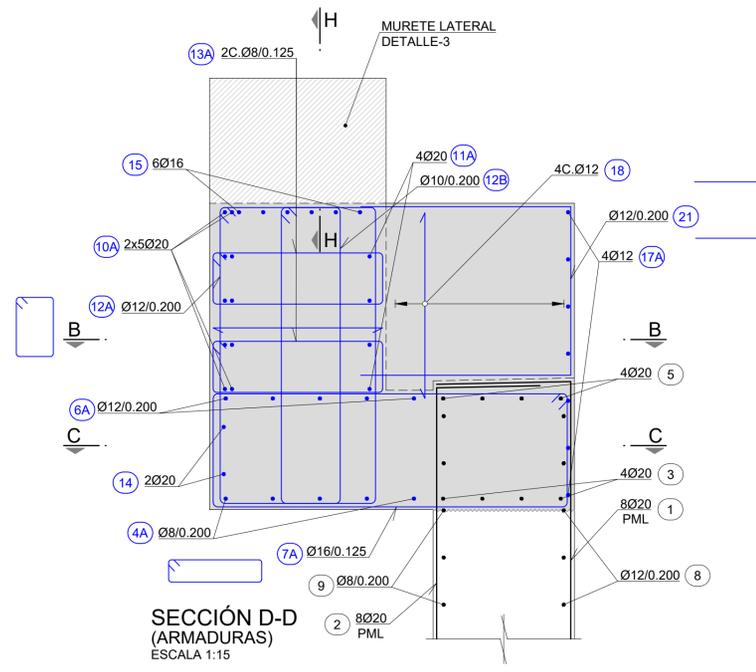 H
MURETE LATERAL
DETALLE-3
13A 2C.Ø8/0.125
15 6Ø16
4Ø20 11A
Ø10/0.200 12B
4C.Ø12 18
Ø12/0.200 21
H
10A 2x5Ø20
4Ø12 17A
12A Ø12/0.200
B
B
4Ø20 5
6A Ø12/0.200
C
C
4Ø20 3
14 2Ø20
8Ø20 1
PML
4A Ø8/0.200
7A Ø16/0.125
9 Ø8/0.200
Ø12/0.200 8
2 8Ø20
PML
SECCIÓN D-D
(ARMADURAS)
ESCALA 1:15